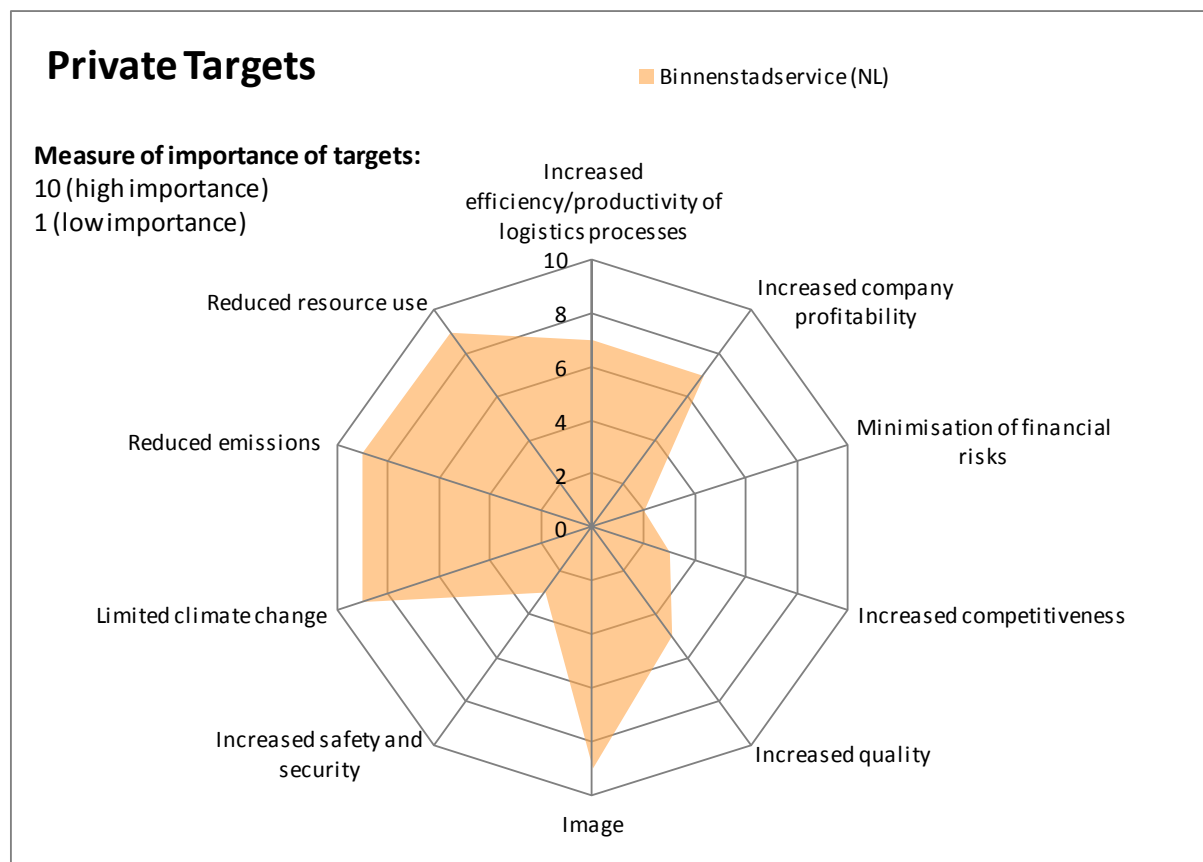 Private Targets
Binnenstadservice (NL)
Measure of importance of targets:
10 (high importance)
1 (low importance)
Increased
efficiency/productivity of
logistics processes
Increased company
profitability
Minimisation of financial
risks
Increased competitiveness
Increased quality
Image
Increased safety and
security
Limited climate change
Reduced emissions
Reduced resource use
10
8
6
4
2
0